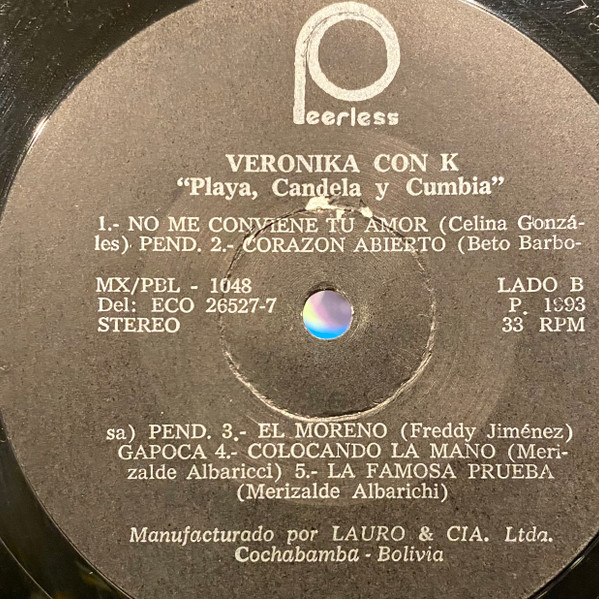 Peerless
VERONIKA CON K
"Playa, Candela y Cumbia"
1.- NO ME CONVIENE TU AMOR (Celina Gonzá-
les) PEND. 2.- CORAZON ABIERTO (Beto Barbo-
MX/PBL - 1048
Del: ECO 26527-7
STEREO
LADO B
P. 1993
33 RPM
sa) PEND. 3.- EL MORENO (Freddy Jiménez)
GAPOCA 4.- COLOCANDO LA MANO (Meri-
zalde Albaricci) 5.- LA FAMOSA PRUEBA
(Merizalde Albarichi)
Manufacturado por LAURO & CIA. Ltda.
Cochabamba - Bolivia